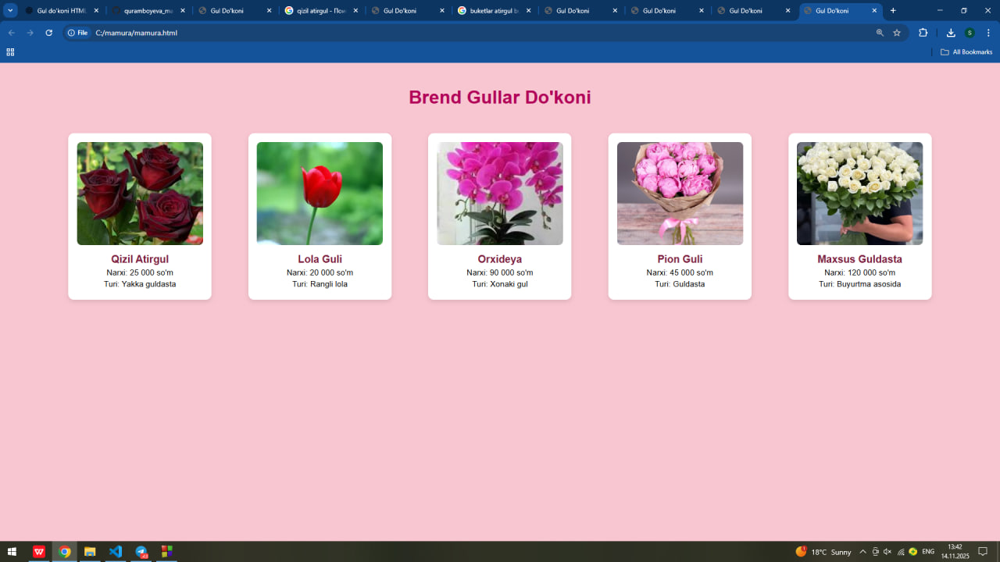 Gul do'koni HTML
quramboyeva_ma
Gul Do'koni
qizil atirgul - Пои
Gul Do'koni
buketlar atirgul bu
Gul Do'koni
Gul Do'koni
Gul Do'koni
Gul Do'koni
File C:/mamura/mamura.html
S
All Bookmarks
Brend Gullar Do'koni
Qizil Atirgul
Narxi: 25 000 so'm
Turi: Yakka guldasta
Lola Guli
Narxi: 20 000 so'm
Turi: Rangli lola
Orxideya
Narxi: 90 000 so'm
Turi: Xonaki gul
Pion Guli
Narxi: 45 000 so'm
Turi: Guldasta
Maxsus Guldasta
Narxi: 120 000 so'm
Turi: Buyurtma asosida
18°C Sunny
ENG
13:42
14.11.2025